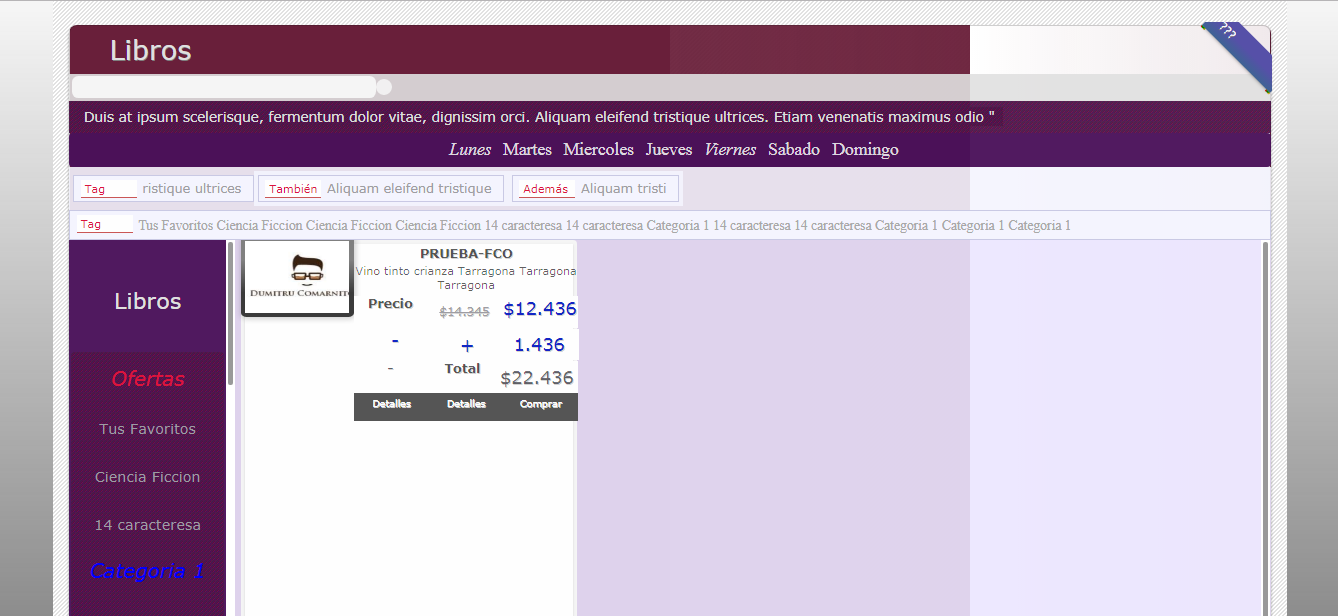 Libros
???
Duis at ipsum scelerisque, fermentum dolor vitae, dignissim orci. Aliquam eleifend tristique ultrices. Etiam venenatis maximus odio "
Lunes Martes Miercoles Jueves Viernes Sabado Domingo
Tag ristique ultrices También Aliquam eleifend tristique Además Aliquam tristi
Tag Tus Favoritos Ciencia Ficcion Ciencia Ficcion Ciencia Ficcion 14 caracteresa 14 caracteresa Categoria 1 14 caracteresa 14 caracteresa Categoria 1 Categoria 1 Categoria 1
Libros
Ofertas
Tus Favoritos
Ciencia Ficcion
14 caracteresa
Categoria 1
DUMITRU COMARNIT
PRUEBA-FCO
Vino tinto crianza Tarragona Tarragona
Tarragona
Precio $14.345 $12.436
- + 1.436
- Total $22.436
Detalles Detalles Comprar